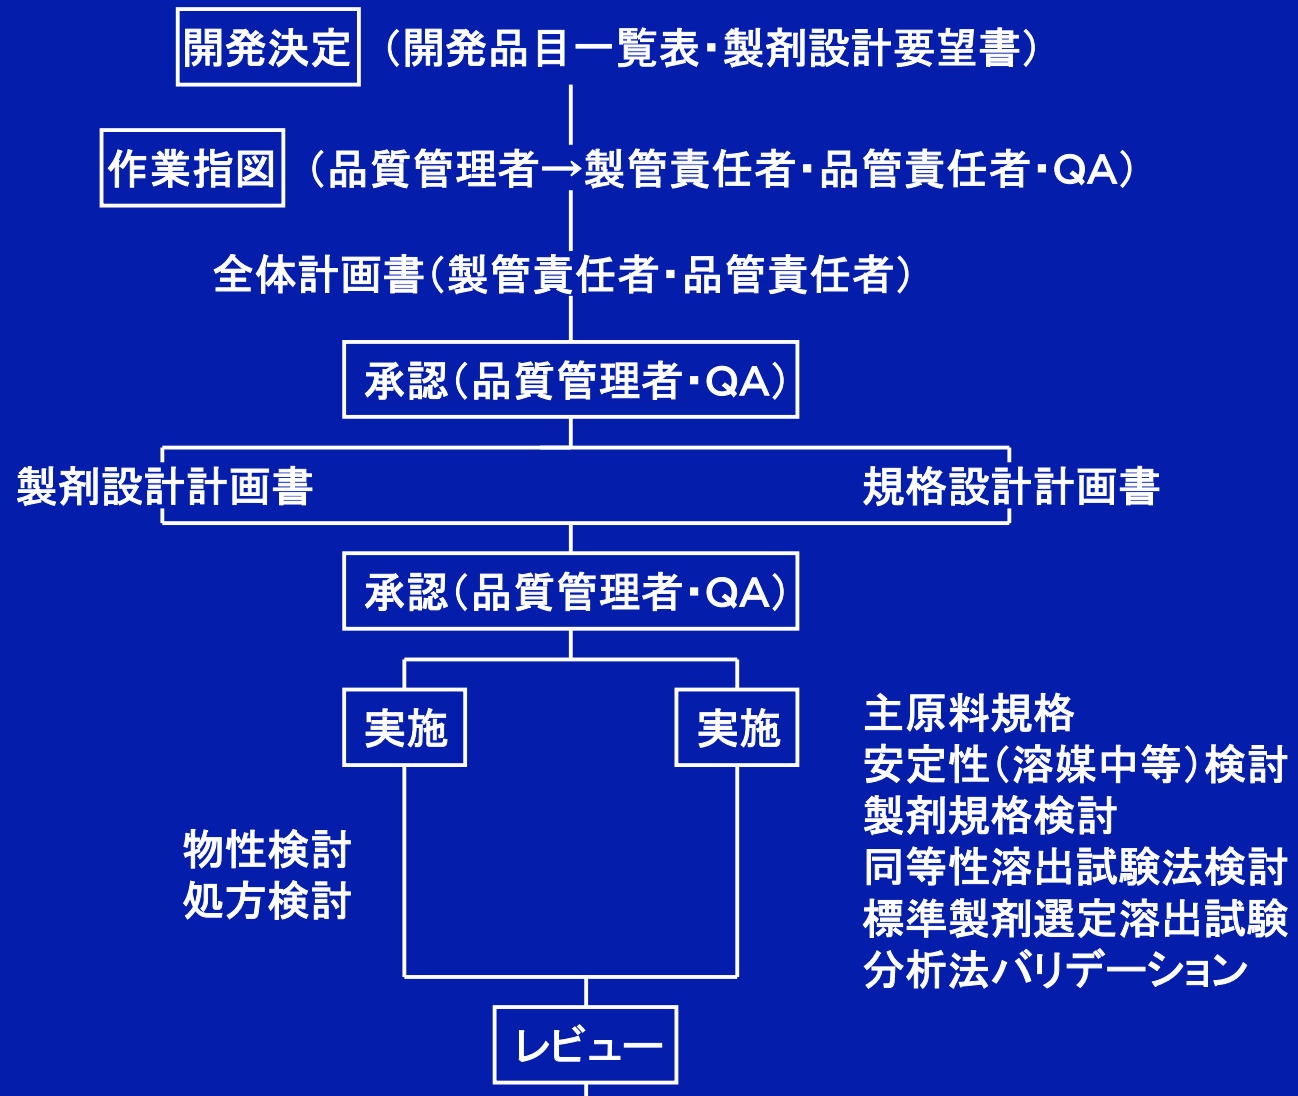 開発決定（開発品目一覧表・製剤設計要望書）
作業指図（品質管理者→製管責任者・品管責任者・QA）
全体計画書（製管責任者・品管責任者）
承認（品質管理者・QA）
製剤設計計画書
規格設計計画書
承認（品質管理者・QA）
実施
実施
物性検討
処方検討
主原料規格
安定性（溶媒中等）検討
製剤規格検討
同等性溶出試験法検討
標準製剤選定溶出試験
分析法バリデーション
レビュー